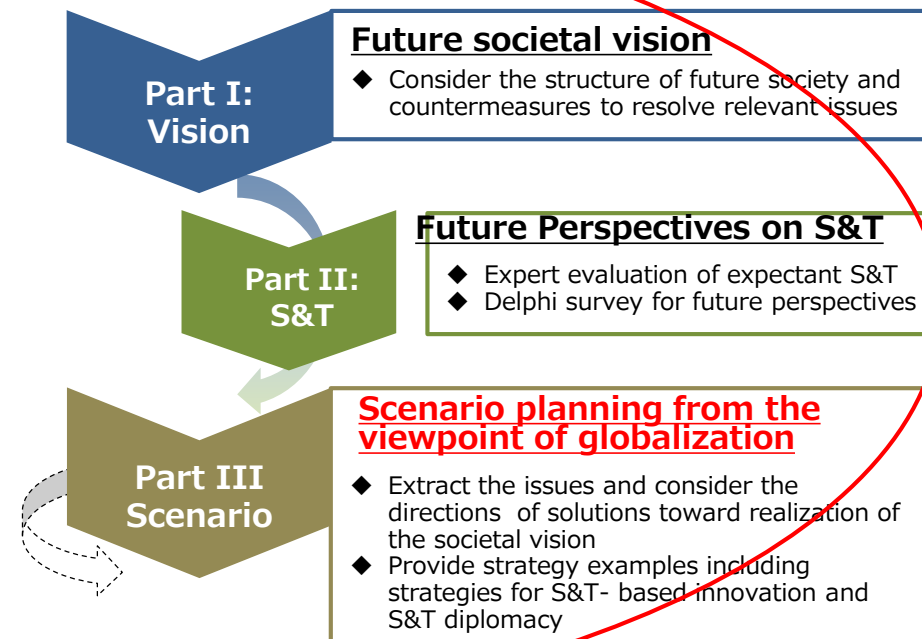 Part I:
Vision
Future societal vision
◆ Consider the structure of future society and
countermeasures to resolve relevant issues
Part II:
S&T
Future Perspectives on S&T
◆ Expert evaluation of expectant S&T
◆ Delphi survey for future perspectives
Part III
Scenario
Scenario planning from the
viewpoint of globalization
◆ Extract the issues and consider the
directions of solutions toward realization of
the societal vision
◆ Provide strategy examples including
strategies for S&T- based innovation and
S&T diplomacy